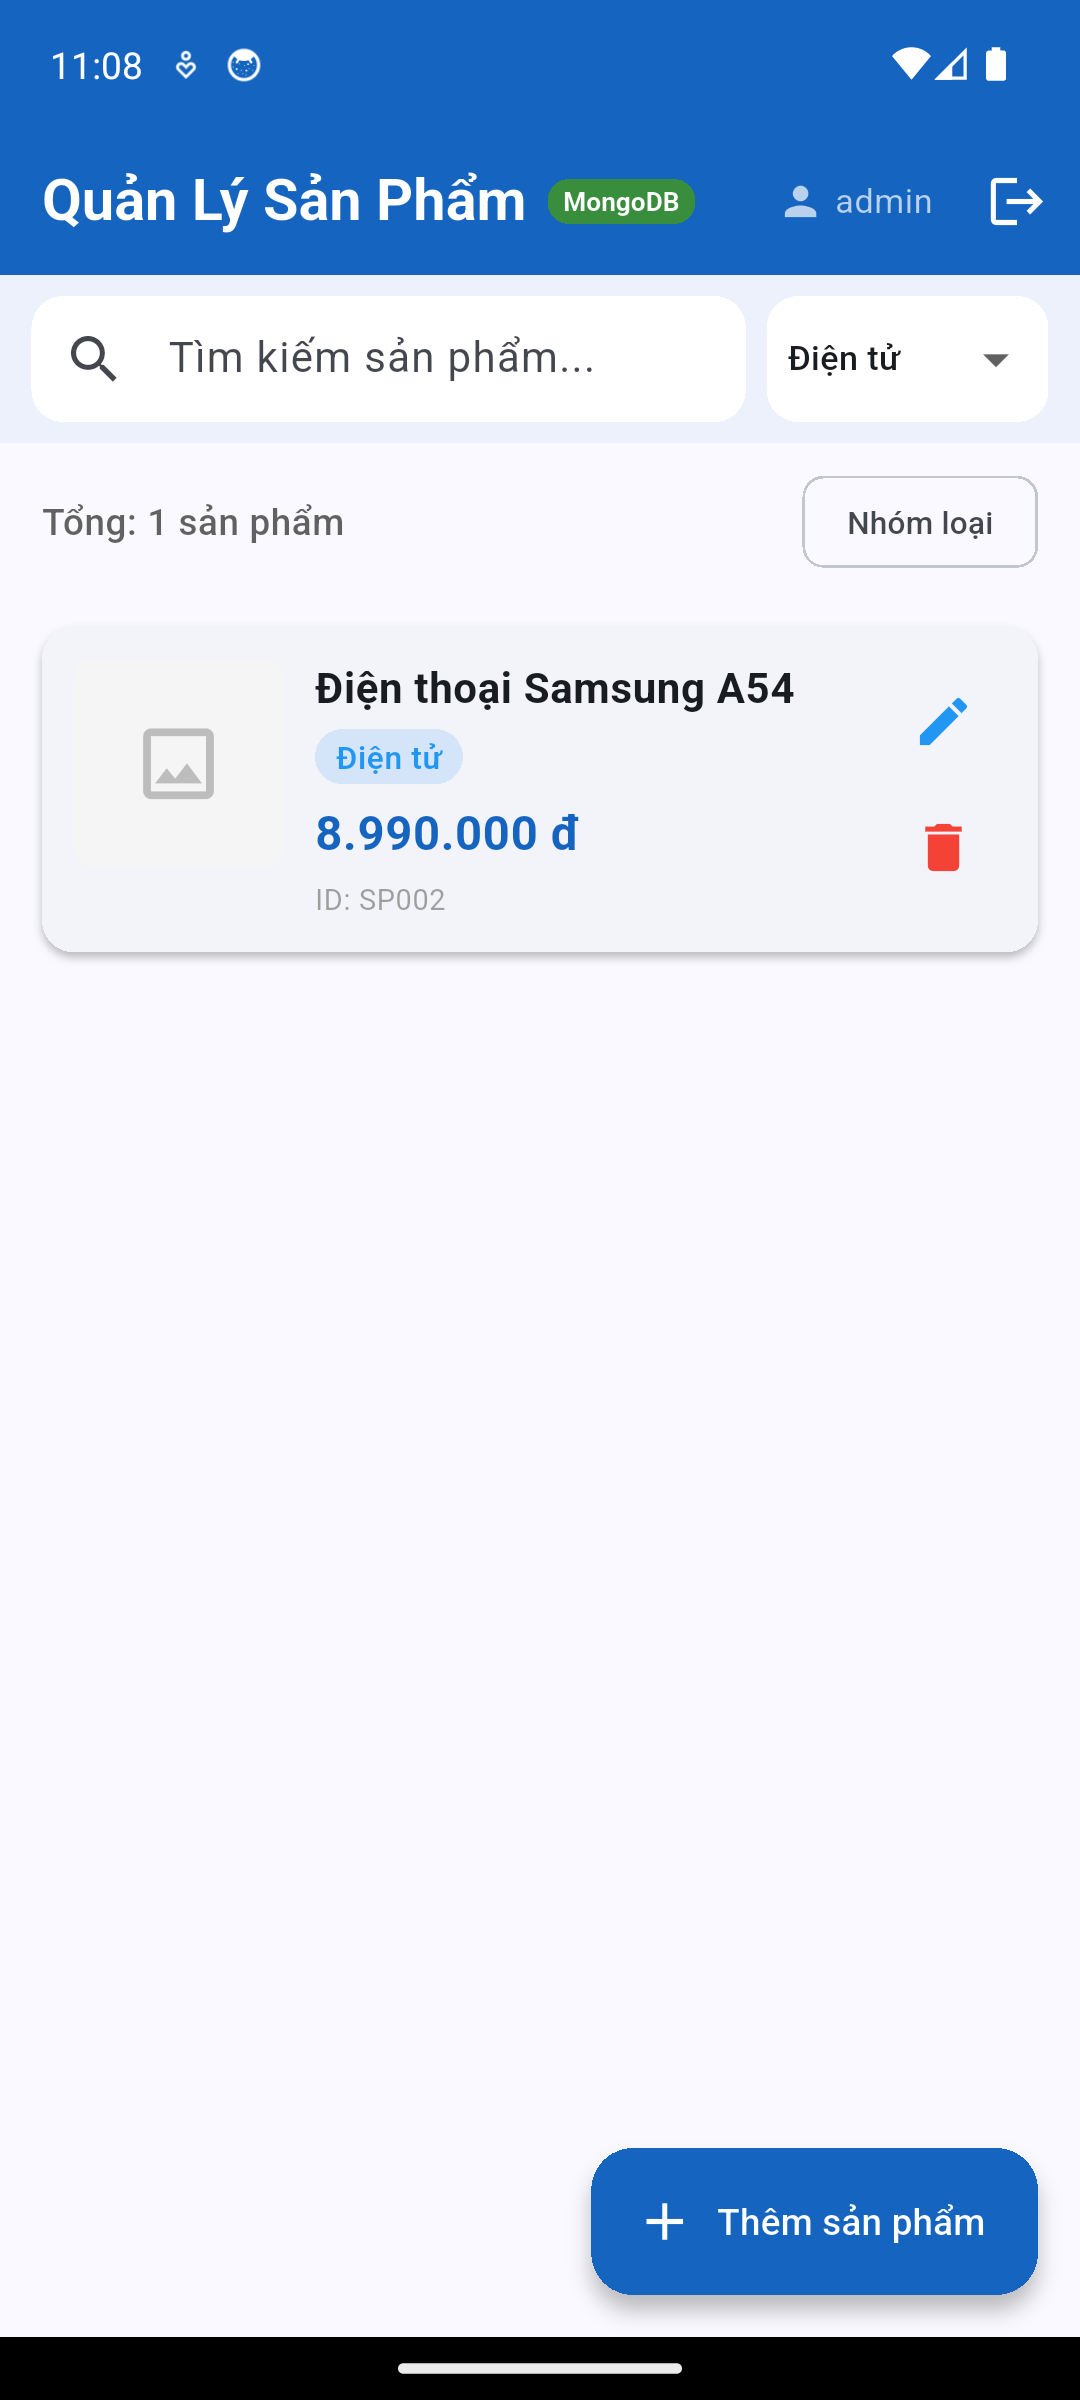 11:08
Quản Lý Sản Phẩm MongoDB admin
Tìm kiếm sản phẩm... Điện tử
Tổng: 1 sản phẩm Nhóm loại
Điện thoại Samsung A54
Điện tử
8.990.000 đ
ID: SP002
Thêm sản phẩm